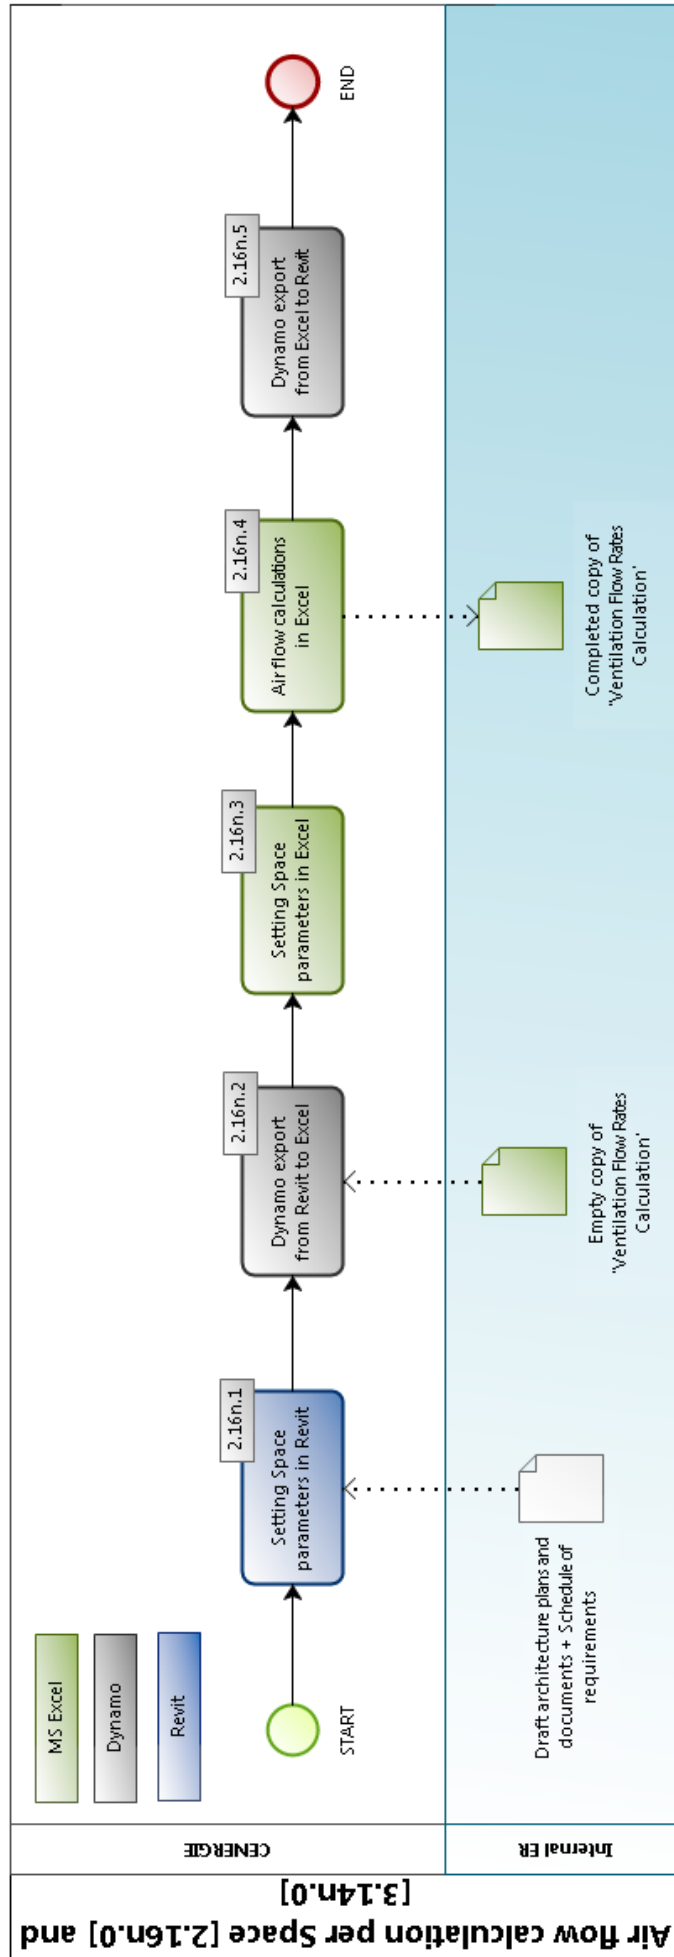 Air flow calculation per Space [2.16n.0] and
[3.14n.0]
CENERGIE
Internal ER
MS Excel
Dynamo
Revit
START
2.16n.1
Setting Space
parameters in Revit
2.16n.2
Dynamo export
from Revit to Excel
2.16n.3
Setting Space
parameters in Excel
2.16n.4
Air flow calculations
in Excel
2.16n.5
Dynamo export
from Excel to Revit
END
Draft architecture plans and
documents + Schedule of
requirements
Empty copy of
'Ventilation Flow Rates
Calculation'
Completed copy of
'Ventilation Flow Rates
Calculation'